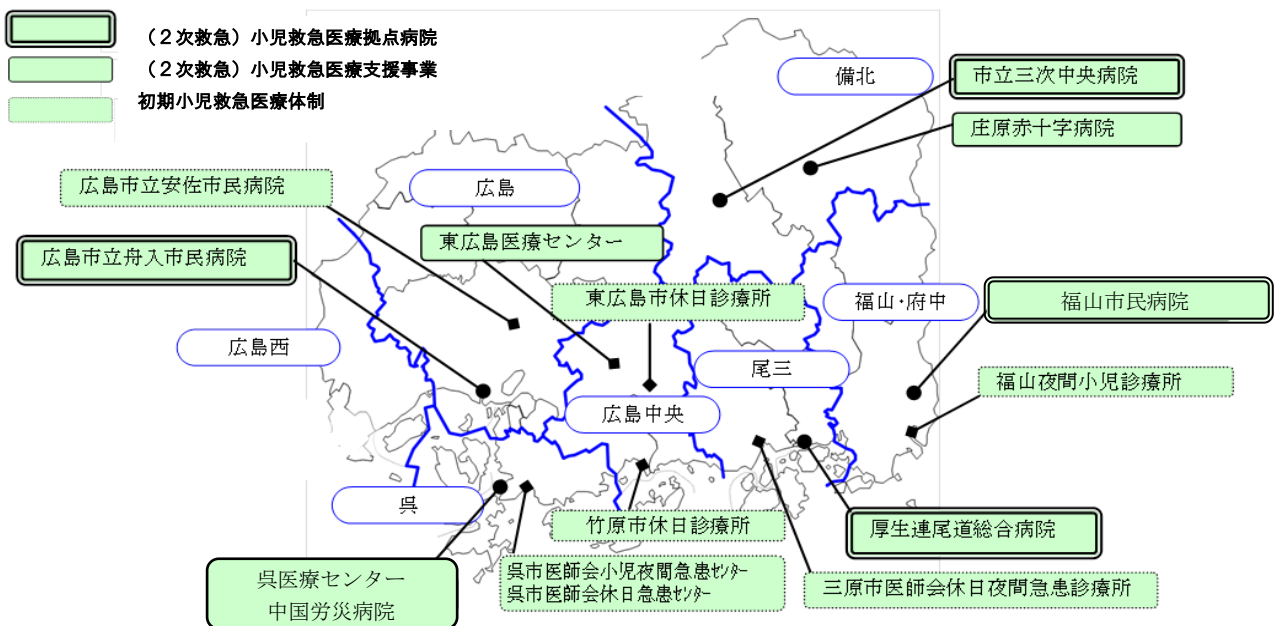 (２次救急)小児救急医療拠点病院
(２次救急)小児救急医療支援事業
初期小児救急医療体制
備北
市立三次中央病院
庄原赤十字病院
広島市立安佐市民病院
広島
東広島医療センター
広島市立舟入市民病院
東広島市休日診療所
福山・府中
福山市民病院
広島西
尾三
福山夜間小児診療所
広島中央
呉
竹原市休日診療所
厚生連尾道総合病院
呉医療センター
中国労災病院
呉市医師会小児夜間急患ｾﾝﾀｰ
呉市医師会休日急患ｾﾝﾀｰ
三原市医師会休日夜間急患診療所